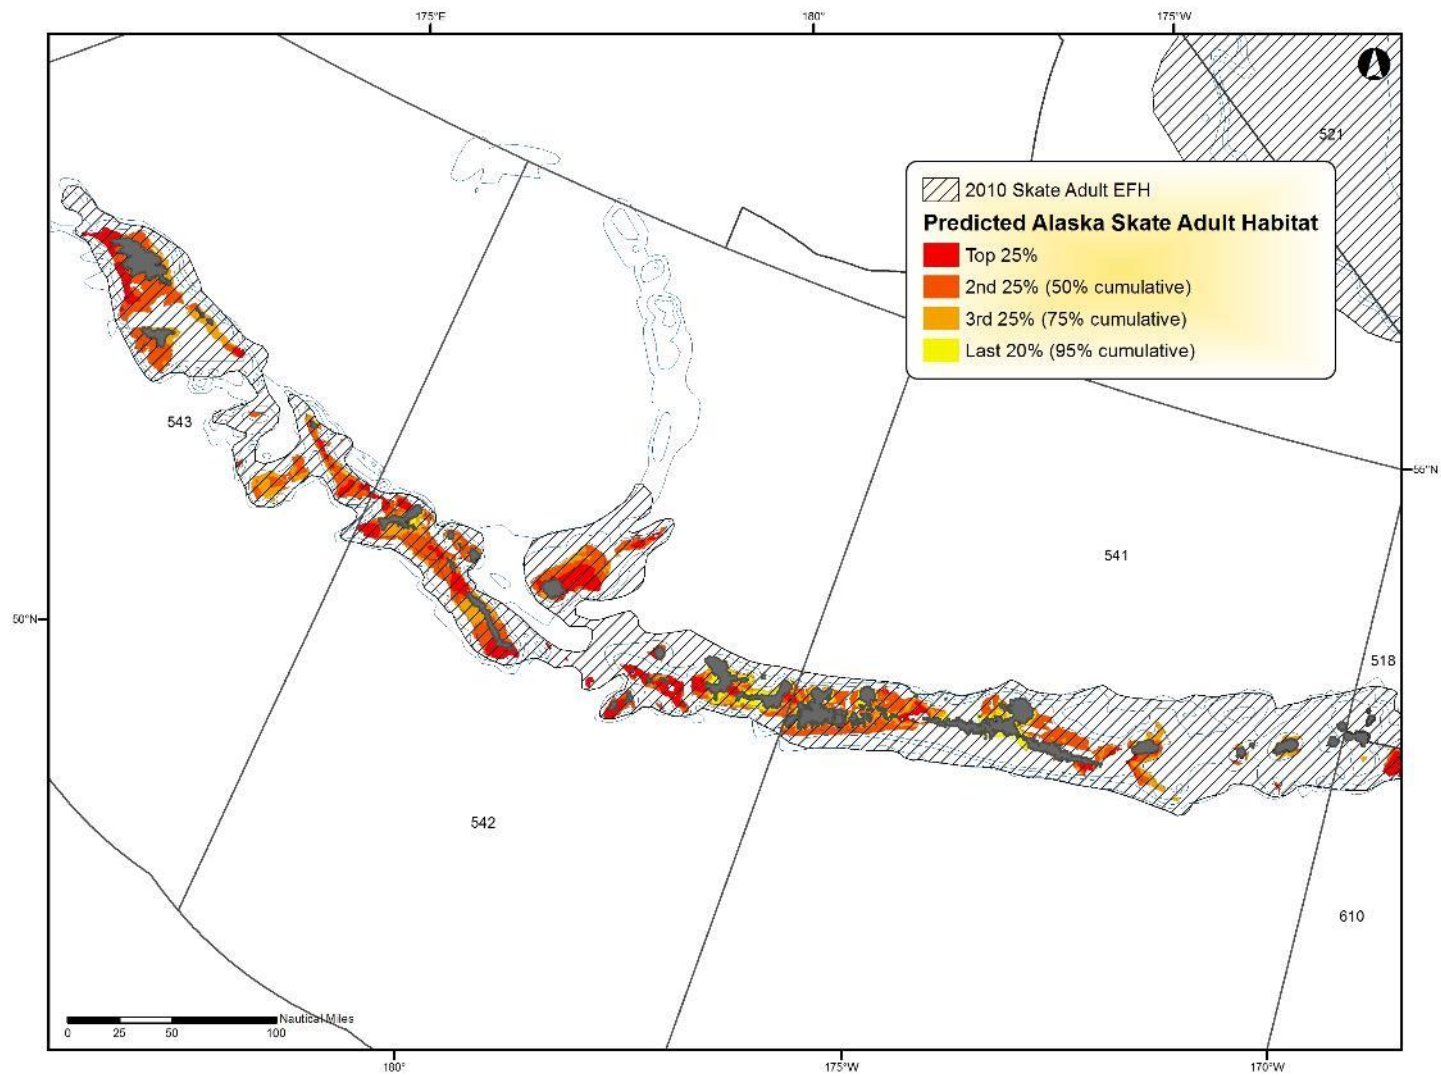 175°E
180°
175°W
521
2010 Skate Adult EFH
Predicted Alaska Skate Adult Habitat
Top 25%
2nd 25% (50% cumulative)
3rd 25% (75% cumulative)
Last 20% (95% cumulative)
543
55°N
541
50°N
518
542
610
Nautical Miles
0 25 50 100
180°
175°W
170°W